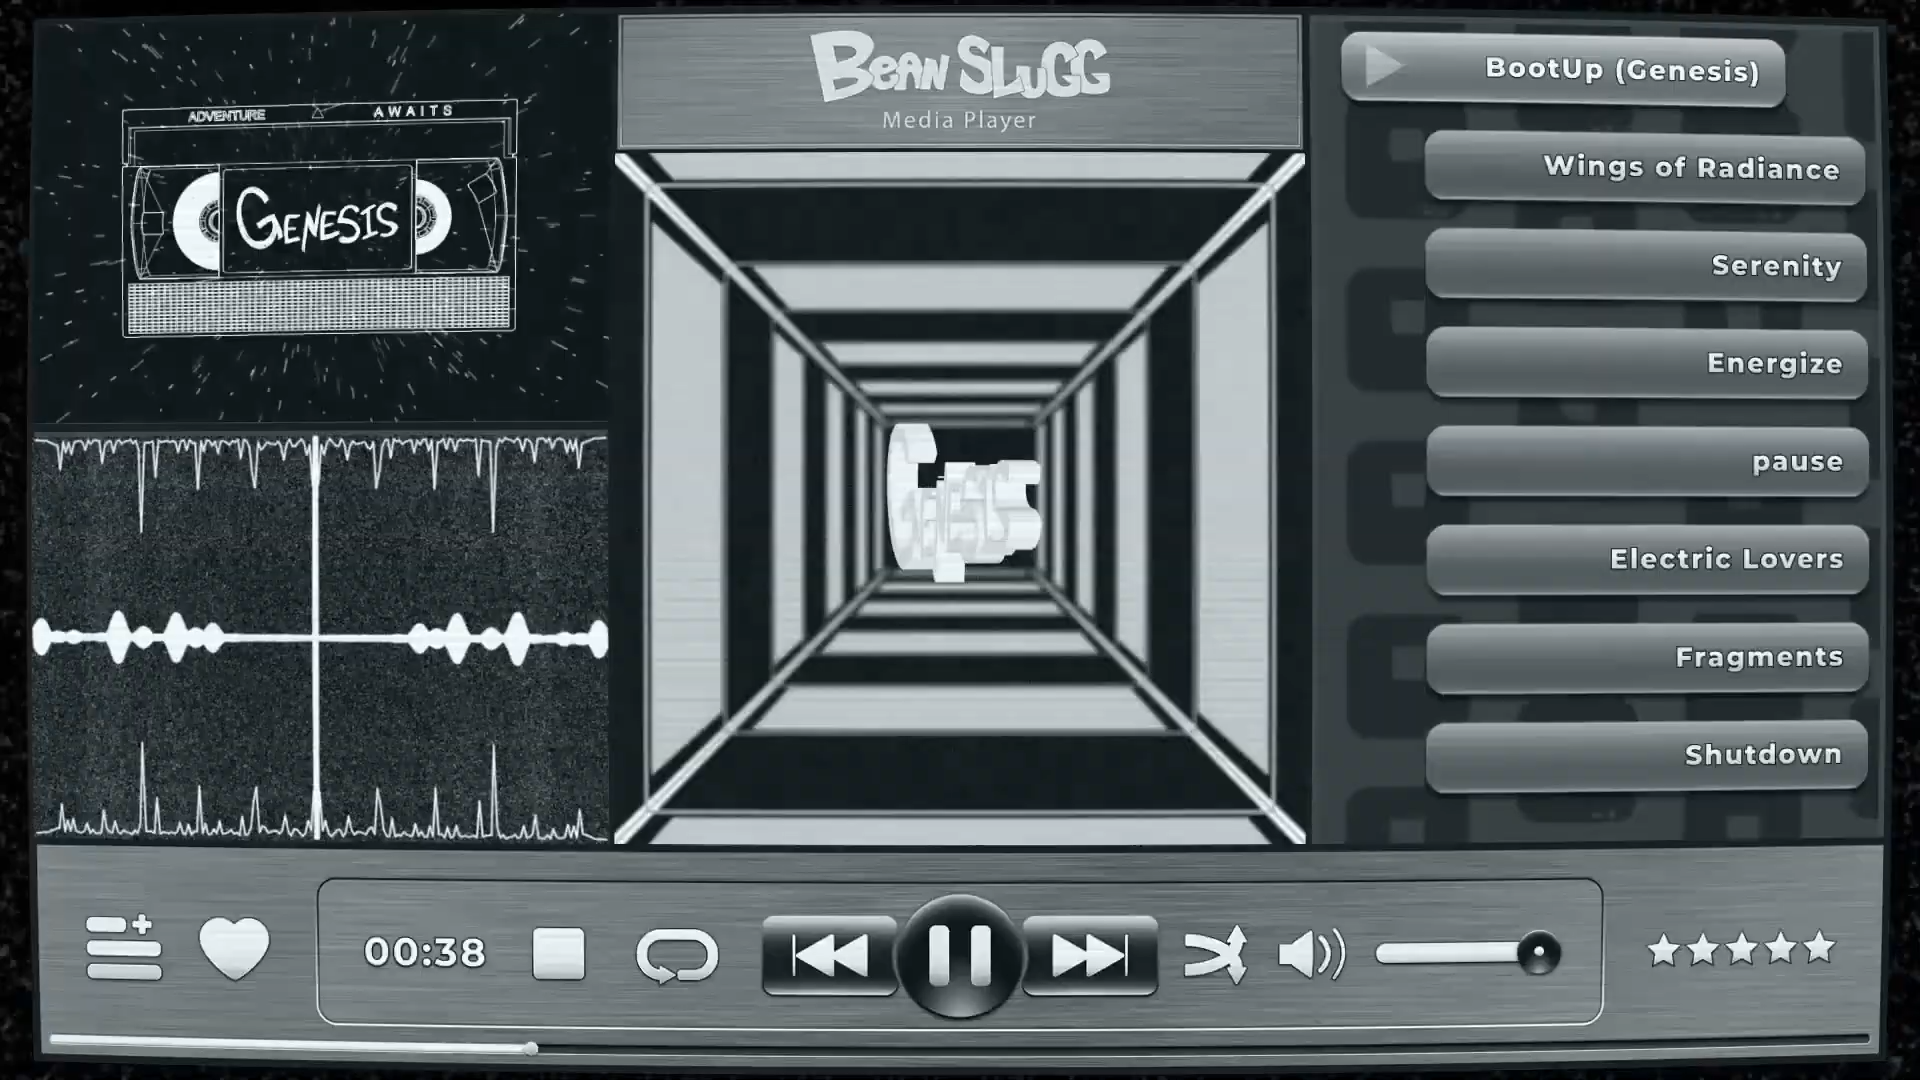 ADVENTURE AWAITS
GENESIS
BEAN SLUGG
Media Player
BootUp (Genesis)
Wings of Radiance
Serenity
Energize
pause
Electric Lovers
Fragments
Shutdown
00:38